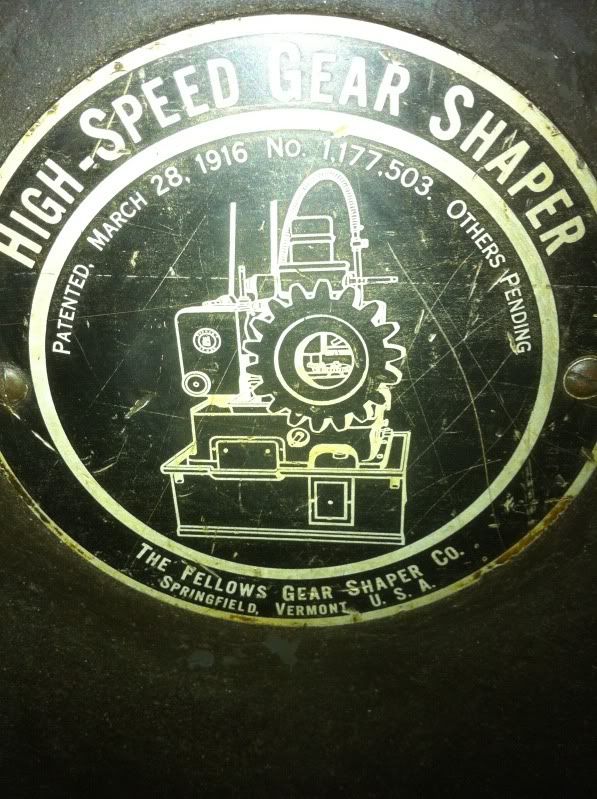 HIGH-SPEED GEAR SHAPER
PATENTED, MARCH 28, 1916 NO. 1,177,503. OTHERS PENDING
THE FELLOWS GEAR SHAPER CO.
SPRINGFIELD, VERMONT, U. S. A.